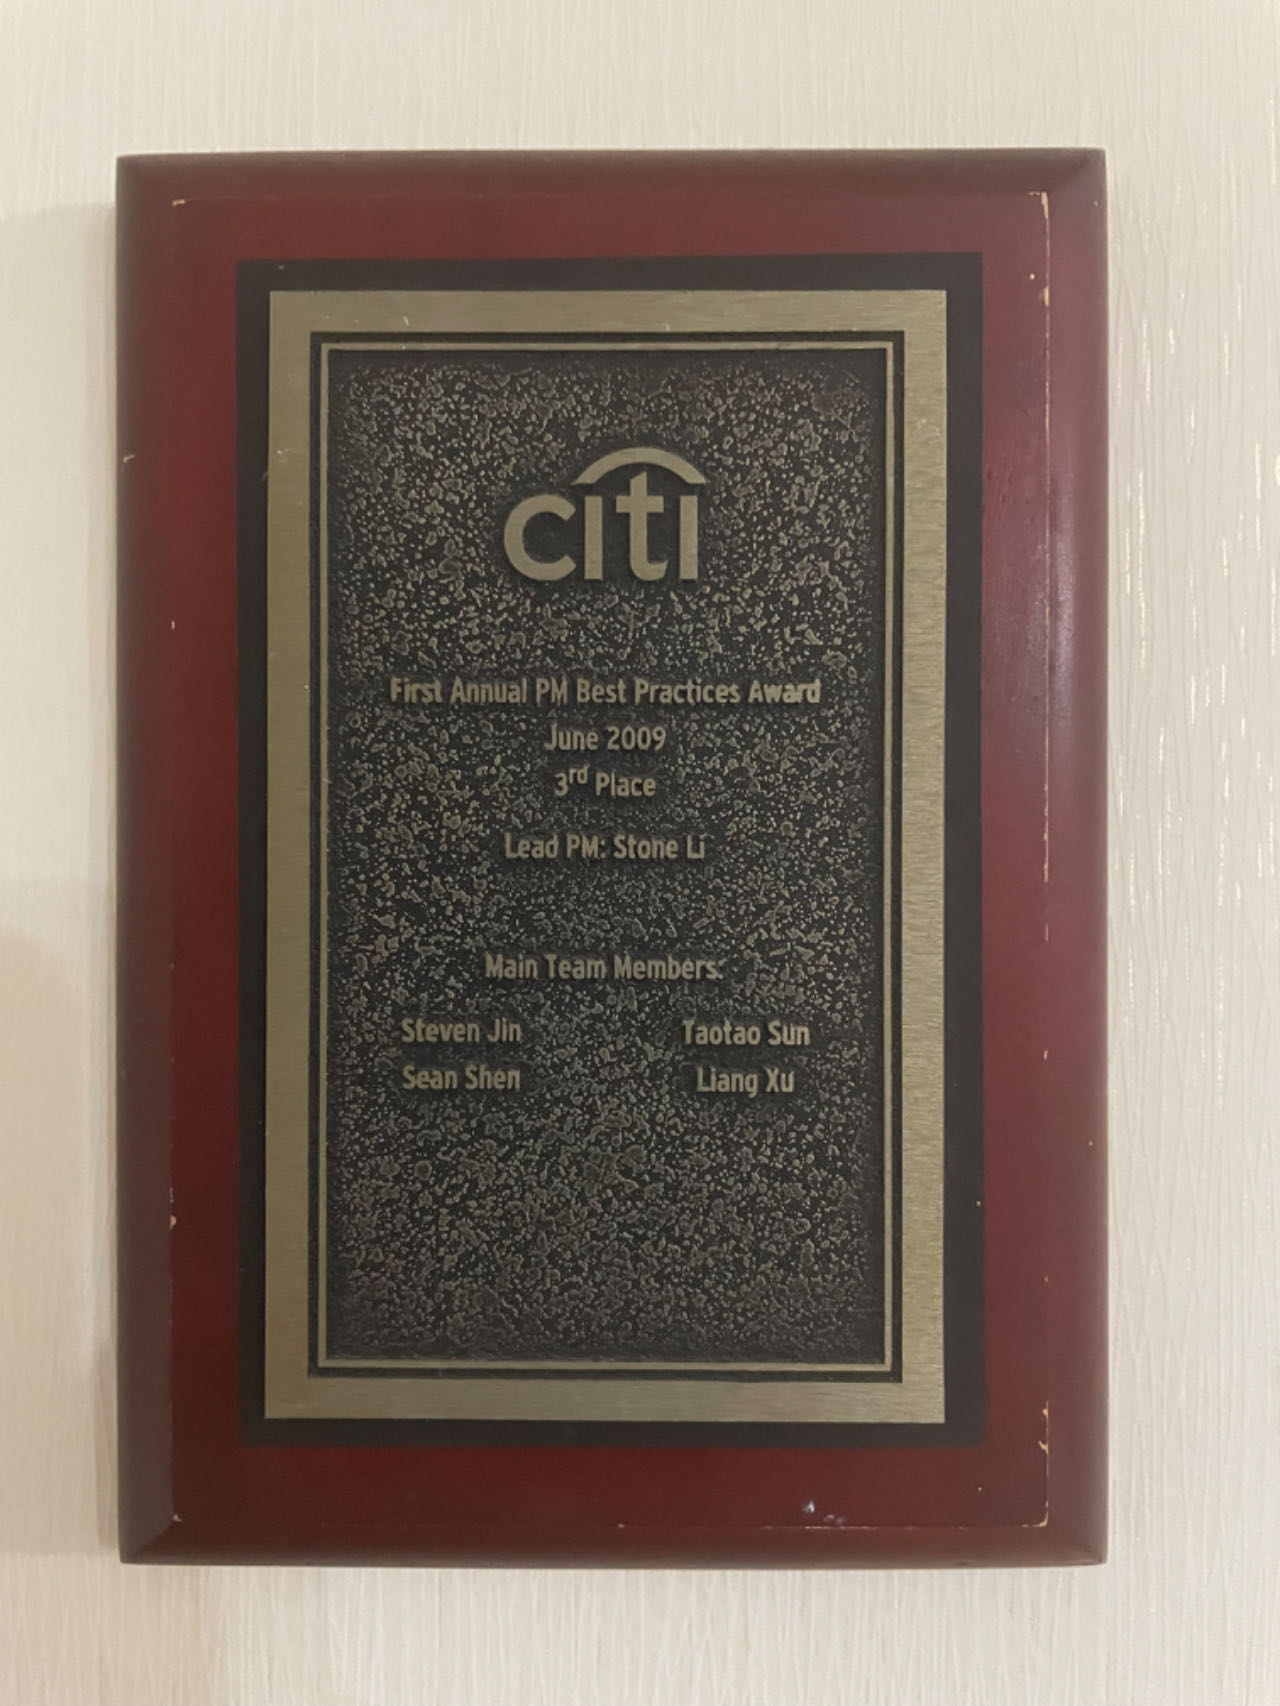 citi
First Annual PM Best Practices Award
June 2009
3rd Place
Lead PM: Stone Li
Main Team Members:
Steven Jin Taotao Sun
Sean Shen Liang Xu